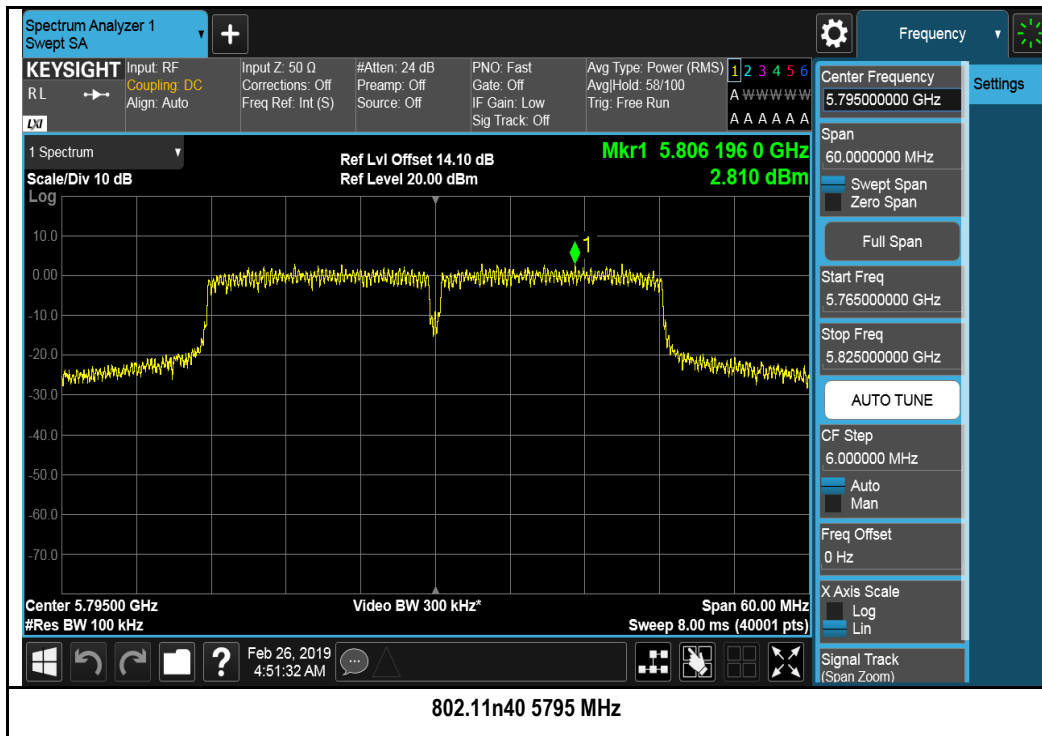 Spectrum Analyzer 1
Swept SA
+
Frequency
KEYSIGHT
R L
LXI
Input: RF
Coupling: DC
Align: Auto
Input Z: 50 Ω
Corrections: Off
Freq Ref: Int (S)
#Atten: 24 dB
Preamp: Off
Source: Off
PNO: Fast
Gate: Off
IF Gain: Low
Sig Track: Off
Avg Type: Power (RMS)
Avg|Hold: 58/100
Trig: Free Run
1 2 3 4 5 6
A W W W W W
A A A A A A
1 Spectrum
Scale/Div 10 dB
Log
Ref Lvl Offset 14.10 dB
Ref Level 20.00 dBm
Mkr1 5.806 196 0 GHz
2.810 dBm
1
10.0
0.00
-10.0
-20.0
-30.0
-40.0
-50.0
-60.0
-70.0
Center 5.79500 GHz
#Res BW 100 kHz
Video BW 300 kHz*
Span 60.00 MHz
Sweep 8.00 ms (40001 pts)
?
Feb 26, 2019
4:51:32 AM
Center Frequency
5.795000000 GHz
Settings
Span
60.0000000 MHz
Swept Span
Zero Span
Full Span
Start Freq
5.765000000 GHz
Stop Freq
5.825000000 GHz
AUTO TUNE
CF Step
6.000000 MHz
Auto
Man
Freq Offset
0 Hz
X Axis Scale
Log
Lin
Signal Track
(Span Zoom)
802.11n40 5795 MHz